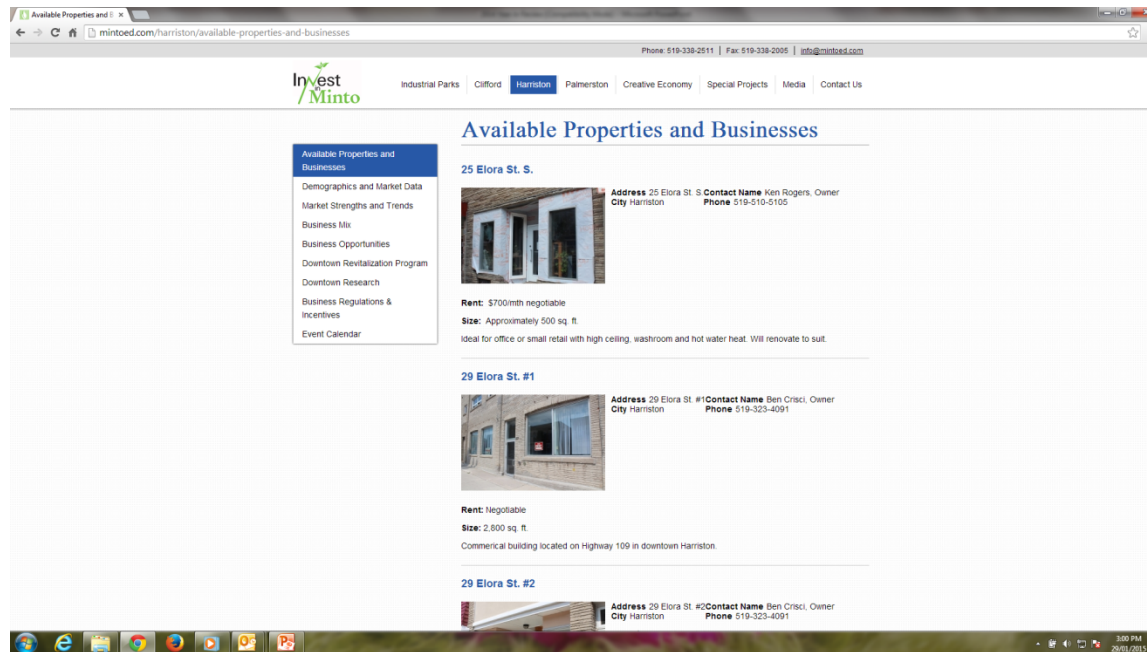 Available Properties and B
mintoed.com/harriston/available-properties-and-businesses
Phone: 519-338-2511 | Fax: 519-338-2005 | info@mintoed.com
Invest
in
Minto
Industrial Parks Clifford Harriston Palmerston Creative Economy Special Projects Media Contact Us
Available Properties and Businesses
Available Properties and
Businesses
Demographics and Market Data
Market Strengths and Trends
Business Mix
Business Opportunities
Downtown Revitalization Program
Downtown Research
Business Regulations &
Incentives
Event Calendar
25 Elora St. S.
Address 25 Elora St. S.Contact Name Ken Rogers, Owner
City Harriston Phone 519-510-5105
Rent: $700/mth negotiable
Size: Approximately 500 sq. ft.
Ideal for office or small retail with high ceiling, washroom and hot water heat. Will renovate to suit.
29 Elora St. #1
Address 29 Elora St. #1Contact Name Ben Crisci, Owner
City Harriston Phone 519-323-4091
Rent: Negotiable
Size: 2,800 sq. ft.
Commerical building located on Highway 109 in downtown Harriston.
29 Elora St. #2
Address 29 Elora St. #2Contact Name Ben Crisci, Owner
City Harriston Phone 519-323-4091
3:00 PM